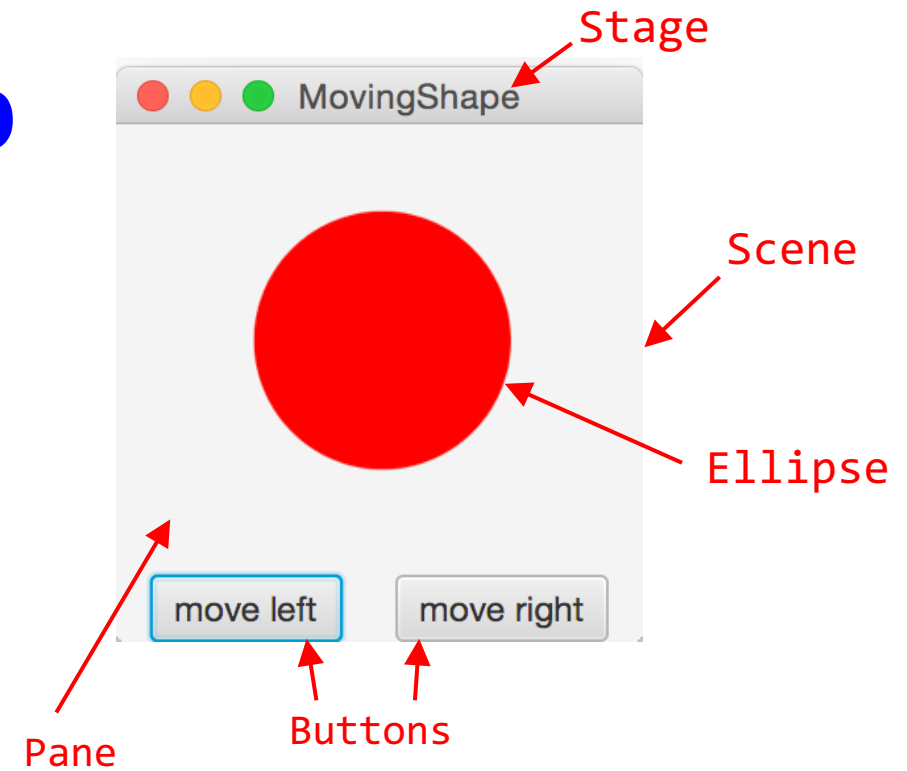 Stage
MovingShape
Scene
Ellipse
move left move right
Buttons
Pane